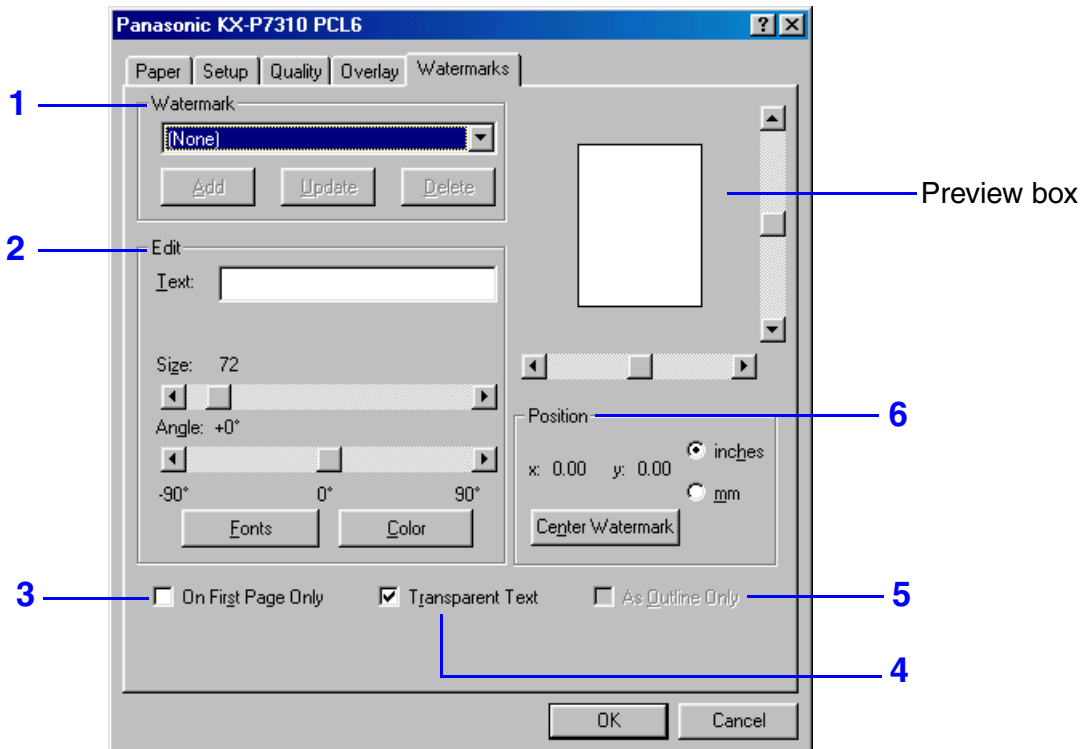 Panasonic KX-P7310 PCL6
Paper Setup Quality Overlay Watermarks
1
Watermark
(None)
Add Update Delete
Preview box
2
Edit
Text:
Size: 72
Angle: +0°
-90° 0° 90°
Fonts Color
6
Position
x: 0.00 y: 0.00
inches
mm
Center Watermark
3
On First Page Only
Transparent Text
As Outline Only
5
4
OK Cancel